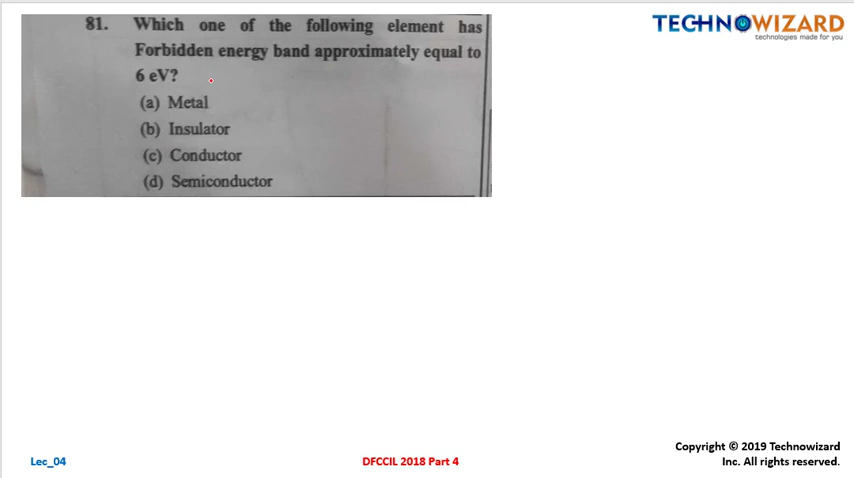 TECHNOWIZARD
technologies made for you
81. Which one of the following element has
Forbidden energy band approximately equal to
6 eV?
(a) Metal
(b) Insulator
(c) Conductor
(d) Semiconductor
Lec_04
DFCCIL 2018 Part 4
Copyright © 2019 Technowizard
Inc. All rights reserved.